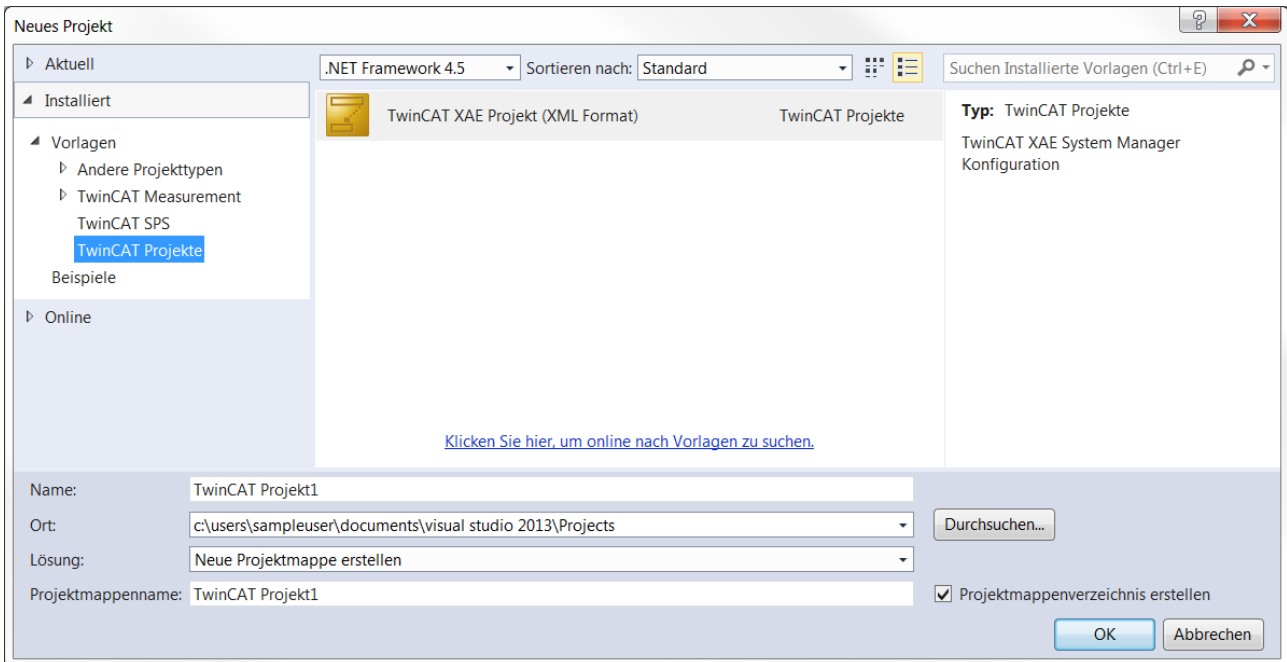 Neues Projekt
Aktuell
Installiert
Vorlagen
Andere Projekttypen
TwinCAT Measurement
TwinCAT SPS
TwinCAT Projekte
Beispiele
Online
.NET Framework 4.5
Sortieren nach: Standard
Suchen Installierte Vorlagen (Ctrl+E)
TwinCAT XAE Projekt (XML Format) TwinCAT Projekte
Typ: TwinCAT Projekte
TwinCAT XAE System Manager
Konfiguration
Klicken Sie hier, um online nach Vorlagen zu suchen.
Name: TwinCAT Projekt1
Ort: c:\users\sampleuser\documents\visual studio 2013\Projects
Durchsuchen...
Lösung: Neue Projektmappe erstellen
Projektmappenname: TwinCAT Projekt1
Projektmappenverzeichnis erstellen
OK Abbrechen